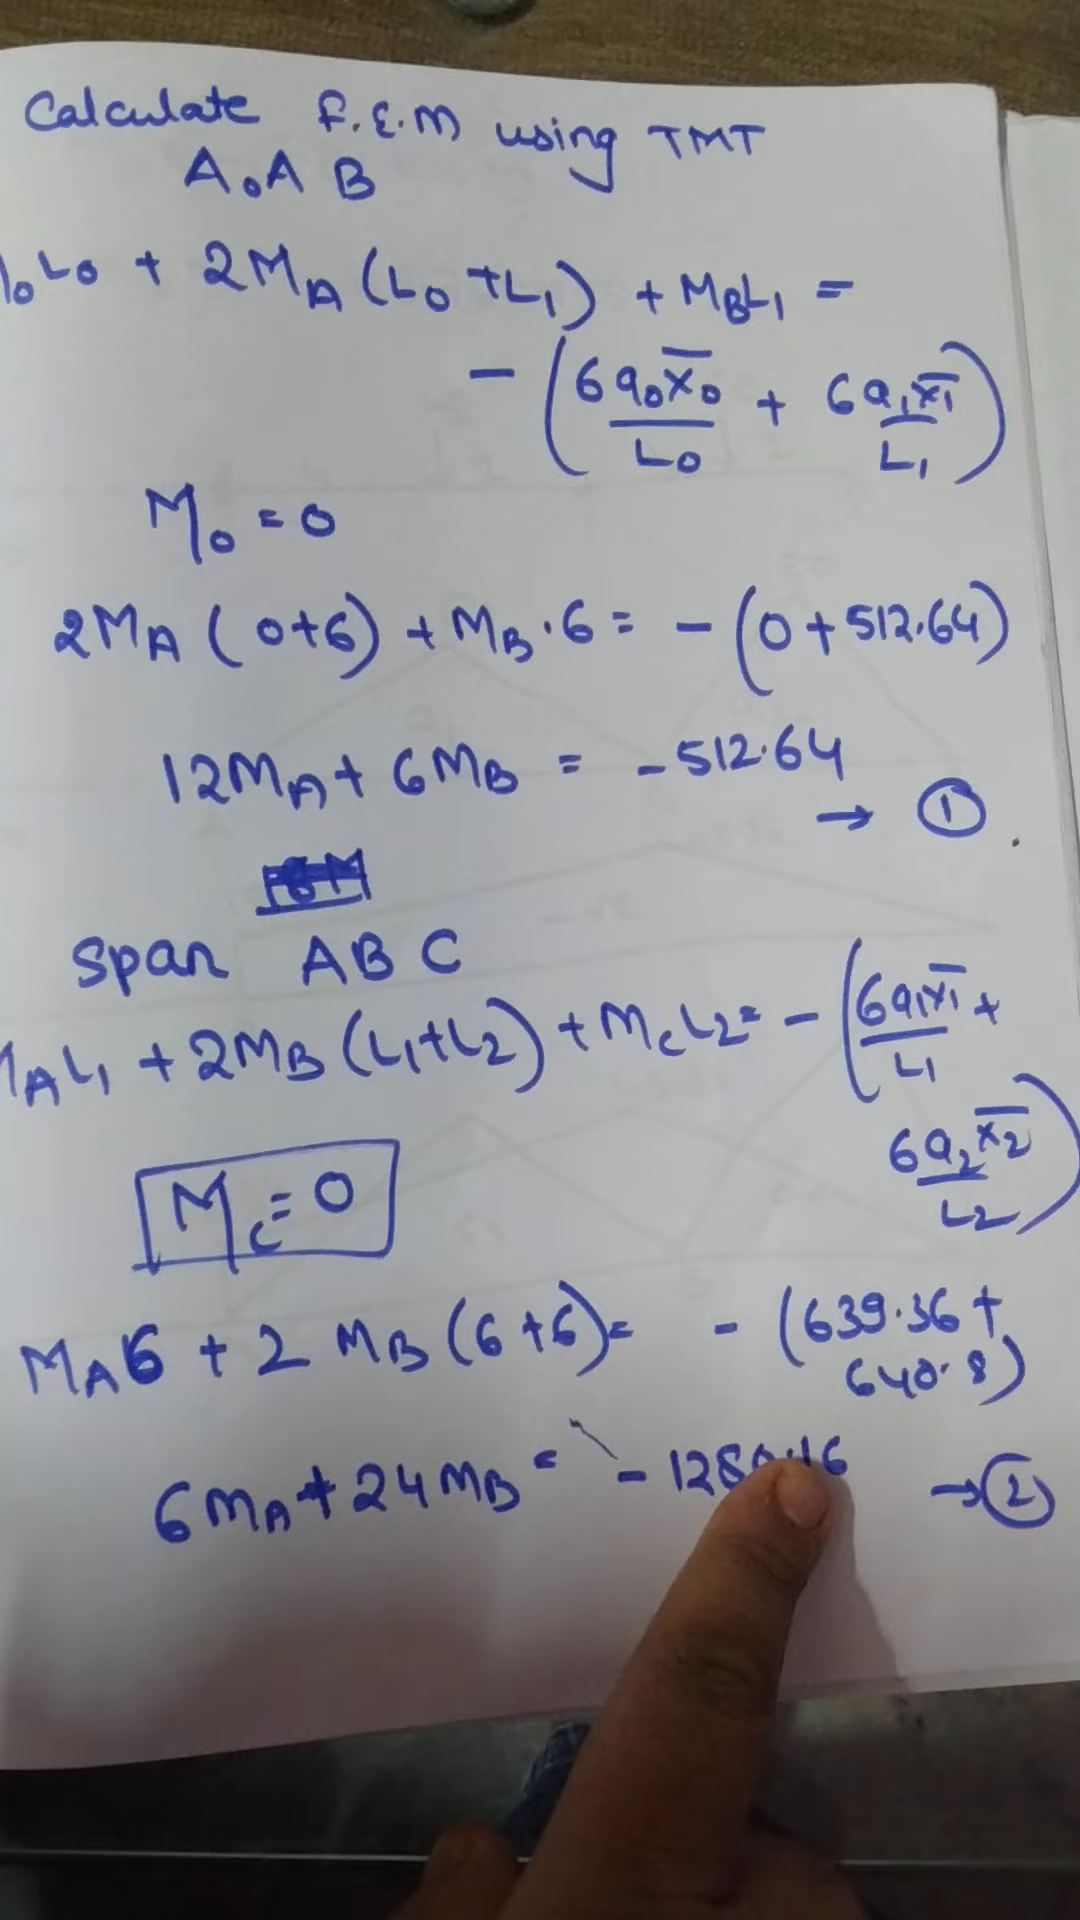 Calculate F.E.M using TMT
A₀A B
L₀ + 2M_A (L₀ + L₁) + M_B L₁ =
- (6a₀x̄₀/L₀ + 6a₁x̄₁/L₁)
M₀ = 0
2M_A (0+6) + M_B · 6 = - (0 + 512.64)
12M_A + 6M_B = -512.64
→ ①
Span ABC
M_A L₁ + 2M_B (L₁+L₂) + M_C L₂ = - (6a₁x̄₁/L₁ +
6a₂x̄₂/L₂)
M_C = 0
M_A 6 + 2 M_B (6+6) = - (639.36 +
640.8)
6M_A + 24M_B = → ②